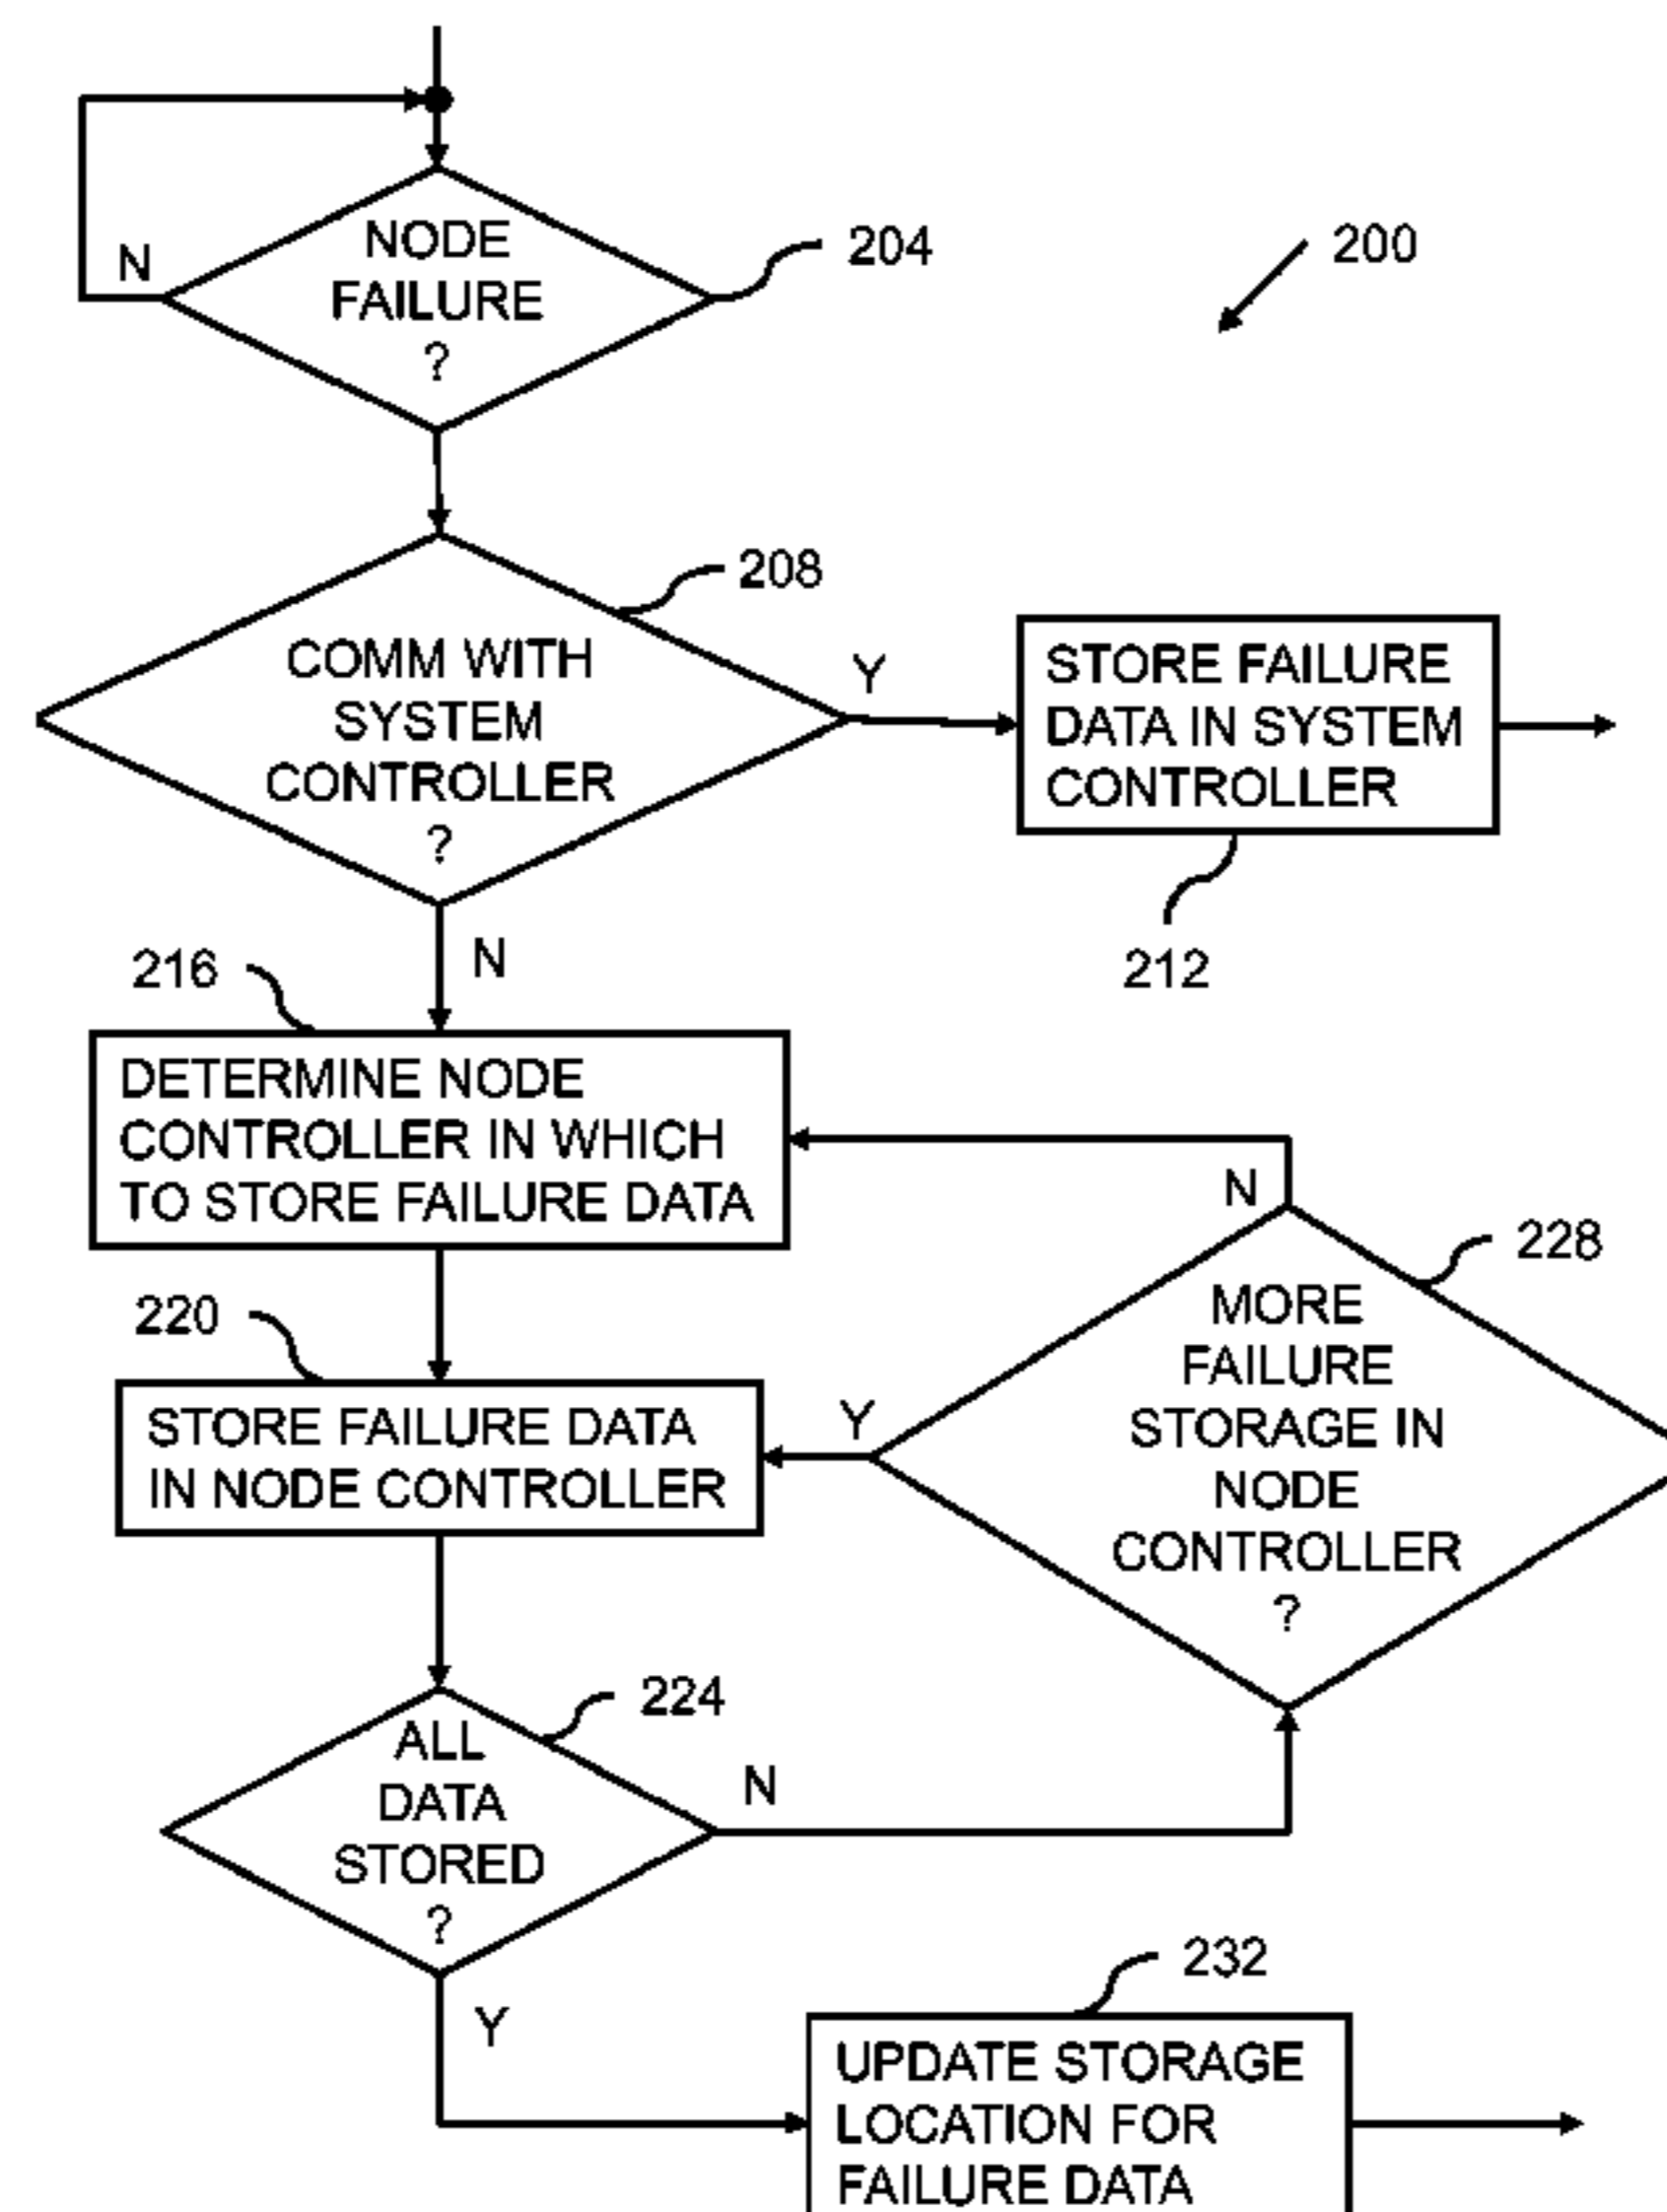 NODE
FAILURE
?
N
204
200
208
COMM WITH
SYSTEM
CONTROLLER
?
Y
STORE FAILURE
DATA IN SYSTEM
CONTROLLER
212
N
216
DETERMINE NODE
CONTROLLER IN WHICH
TO STORE FAILURE DATA
220
STORE FAILURE DATA
IN NODE CONTROLLER
Y
N
228
MORE
FAILURE
STORAGE IN
NODE
CONTROLLER
?
224
ALL
DATA
STORED
?
N
Y
232
UPDATE STORAGE
LOCATION FOR
FAILURE DATA